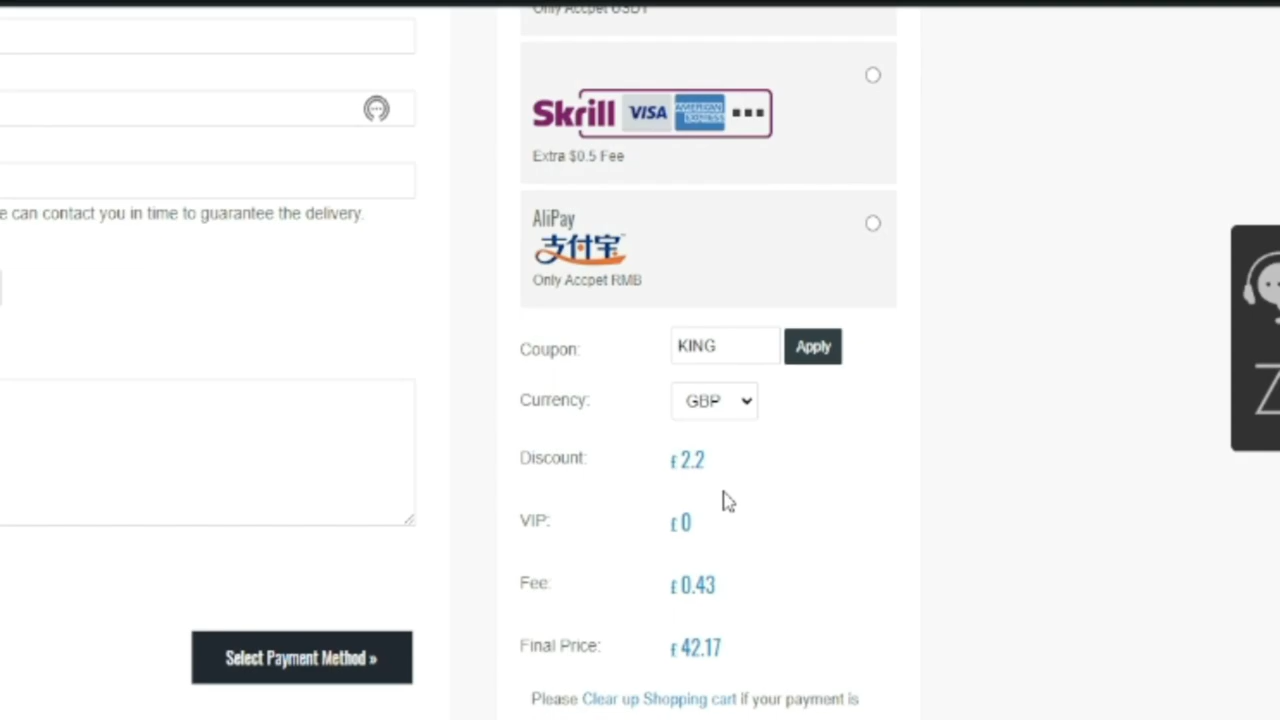 Only Accpet USDT
Skrill VISA AMERICAN EXPRESS
Extra $0.5 Fee
e can contact you in time to guarantee the delivery.
AliPay
支付宝
Only Accpet RMB
Coupon: KING Apply
Currency: GBP
Discount: £ 2.2
VIP: £ 0
Fee: £ 0.43
Final Price: £ 42.17
Select Payment Method »
Please Clear up Shopping cart if your payment is